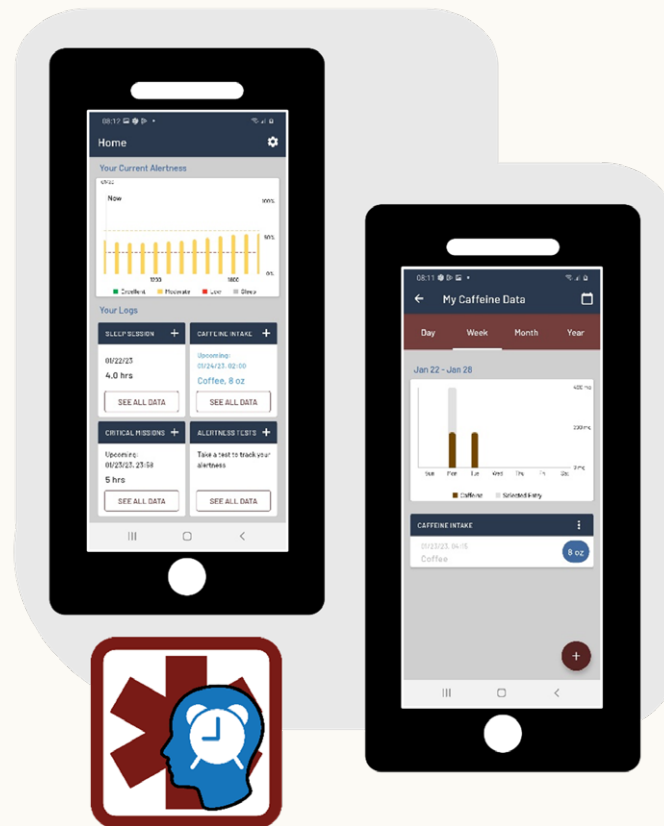 08:12
Home
Your Current Alertness
Now
100%
50%
0%
1200
1800
Excellent
Moderate
Low
Sleep
Your Logs
SLEEP SESSION +
CAFFEINE INTAKE +
01/22/23
4.0 hrs
SEE ALL DATA
Upcoming:
01/24/23, 02:00
Coffee, 8 oz
SEE ALL DATA
CRITICAL MISSIONS +
ALERTNESS TESTS +
Upcoming:
01/23/23, 23:58
5 hrs
SEE ALL DATA
Take a test to track your
alertness
SEE ALL DATA
08:11
My Caffeine Data
Day
Week
Month
Year
Jan 22 - Jan 28
400 mg
200 mg
0 mg
Sun
Mon
Tue
Wed
Thu
Fri
Caffeine
Selected Entry
CAFFEINE INTAKE
01/23/23, 04:15
Coffee
8 oz
+